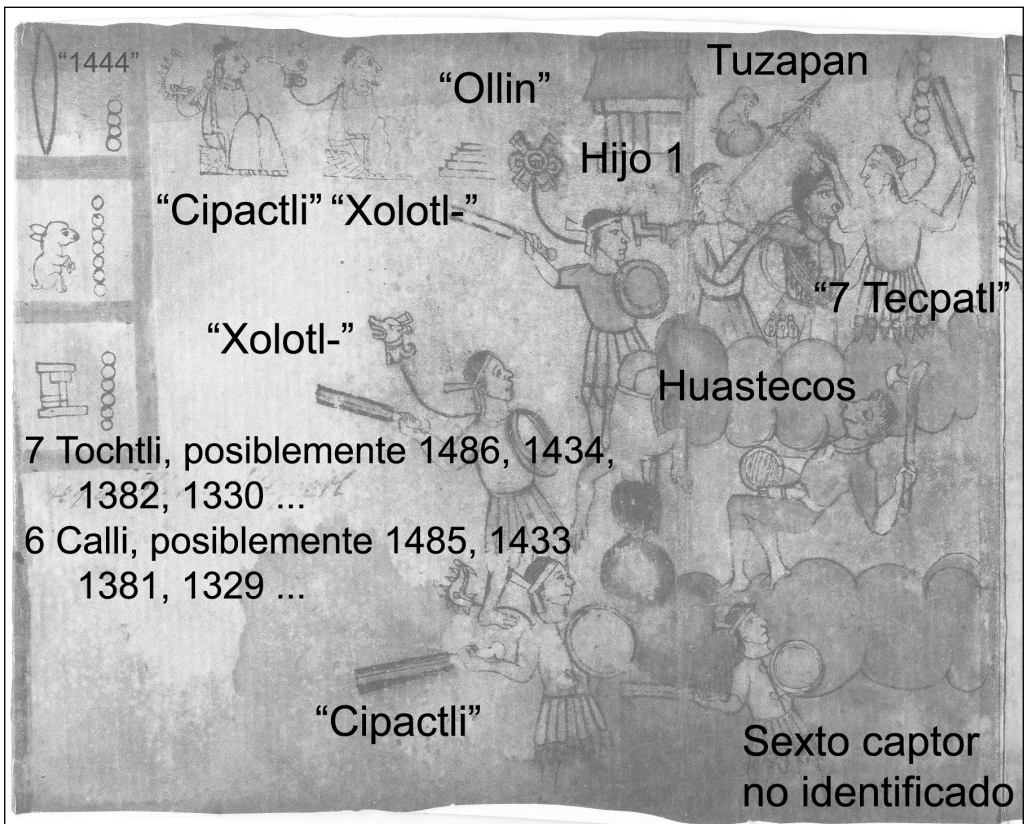 “1444”
Tuzapan
“Ollin”
Hijo 1
“Cipactli” “Xolotl-”
“7 Tecpatl”
“Xolotl-”
Huastecos
7 Tochtli, posiblemente 1486, 1434,
1382, 1330 ...
6 Calli, posiblemente 1485, 1433
1381, 1329 ...
“Cipactli”
Sexto captor
no identificado